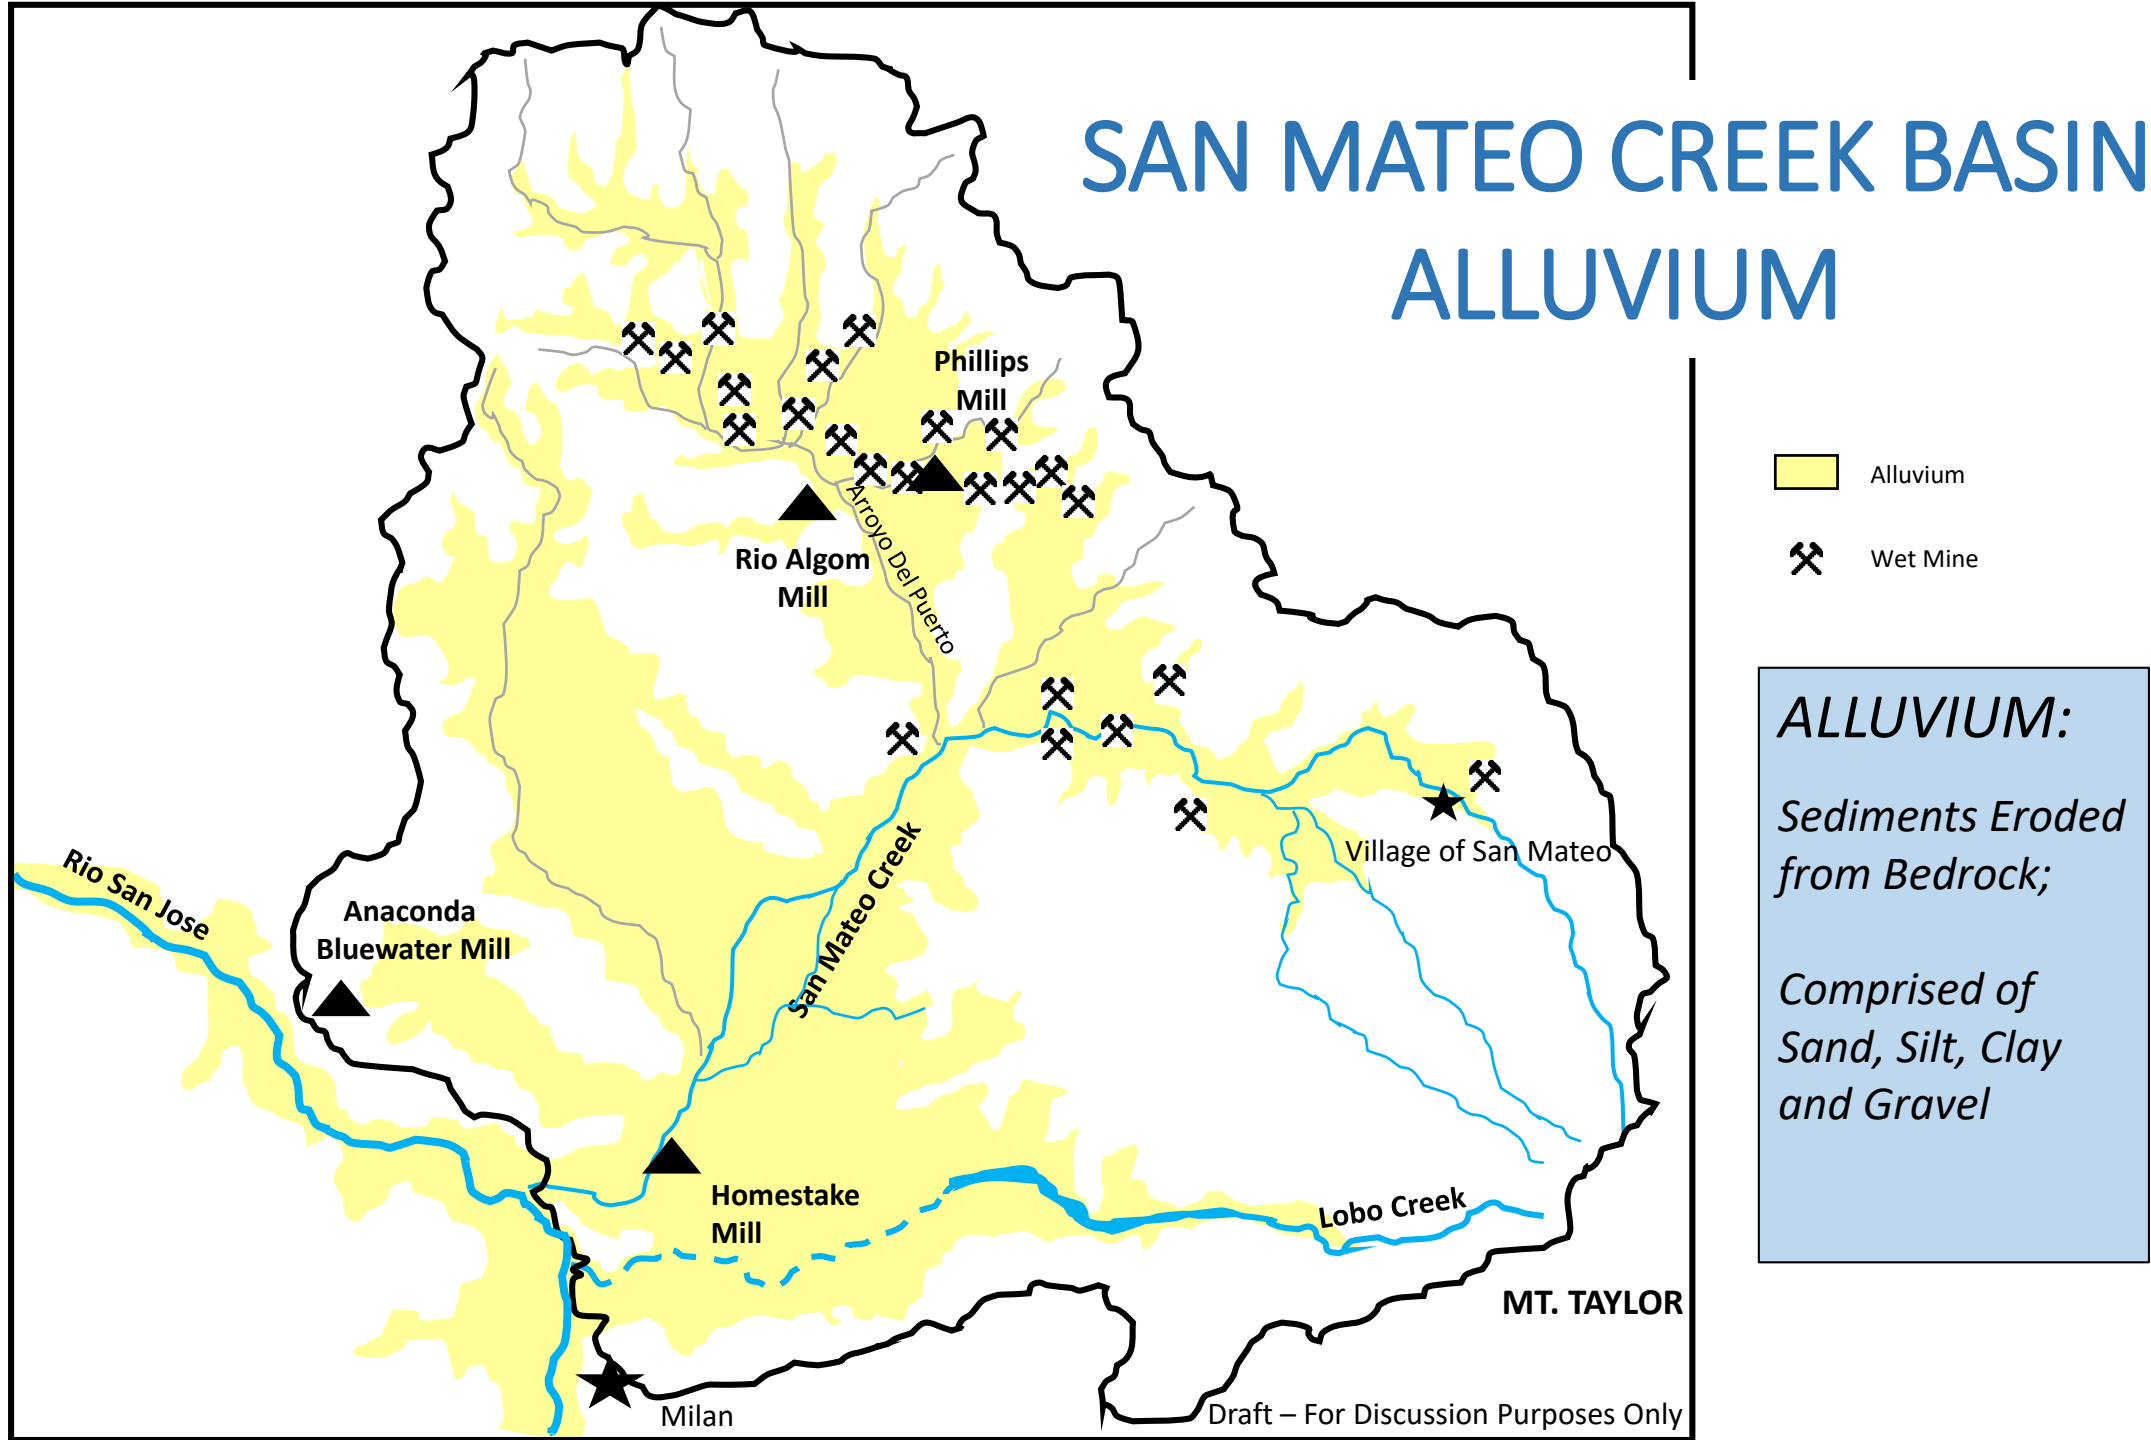 SAN MATEO CREEK BASIN
ALLUVIUM
Phillips
Mill
Alluvium
Wet Mine
Arroyo Del Puerto
Rio Algom
Mill
ALLUVIUM:
Sediments Eroded
from Bedrock;
Comprised of
Sand, Silt, Clay
and Gravel
Village of San Mateo
San Mateo Creek
Rio San Jose
Anaconda
Bluewater Mill
Homestake
Mill
Lobo Creek
MT. TAYLOR
Milan
Draft – For Discussion Purposes Only